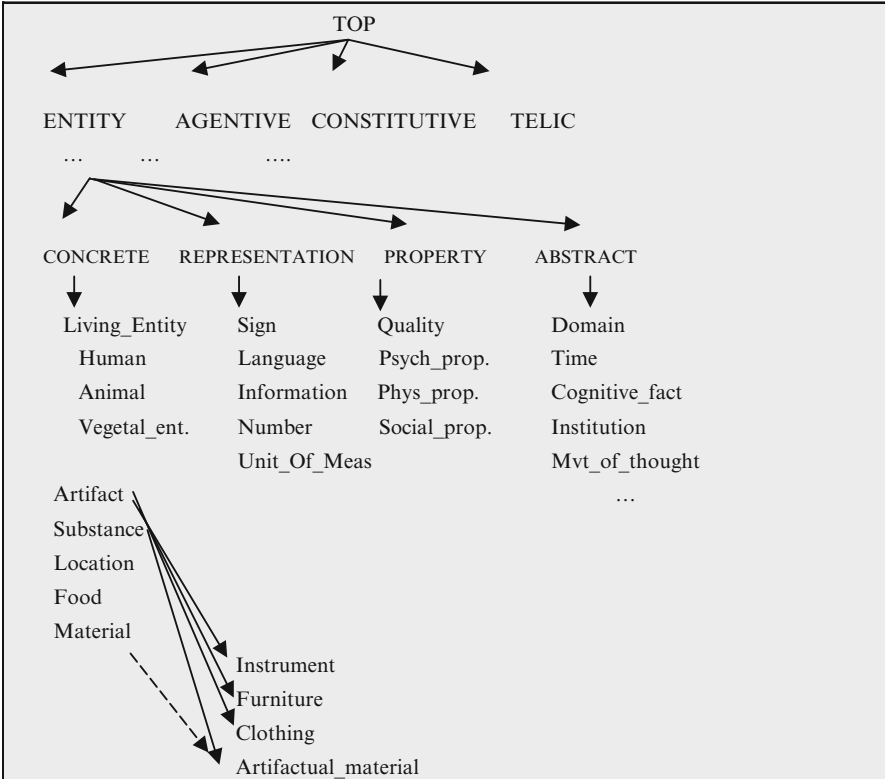 TOP
ENTITY AGENTIVE CONSTITUTIVE TELIC
... ... ....
CONCRETE REPRESENTATION PROPERTY ABSTRACT
Living_Entity Sign Quality Domain
Human Language Psych_prop. Time
Animal Information Phys_prop. Cognitive_fact
Vegetal_ent. Number Social_prop. Institution
Unit_Of_Meas Mvt_of_thought
Artifact ...
Substance
Location
Food
Material
Instrument
Furniture
Clothing
Artifactual_material